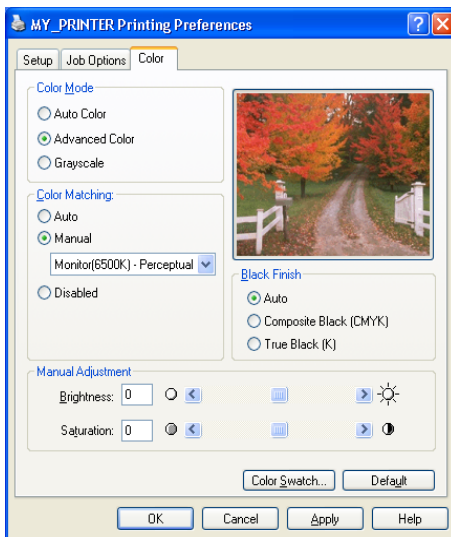 MY_PRINTER Printing Preferences
Setup Job Options Color
Color Mode
Auto Color
Advanced Color
Grayscale
Color Matching:
Auto
Manual
Monitor(6500K) - Perceptual
Disabled
Black Finish
Auto
Composite Black (CMYK)
True Black (K)
Manual Adjustment
Brightness: 0
Saturation: 0
Color Swatch... Default
OK Cancel Apply Help